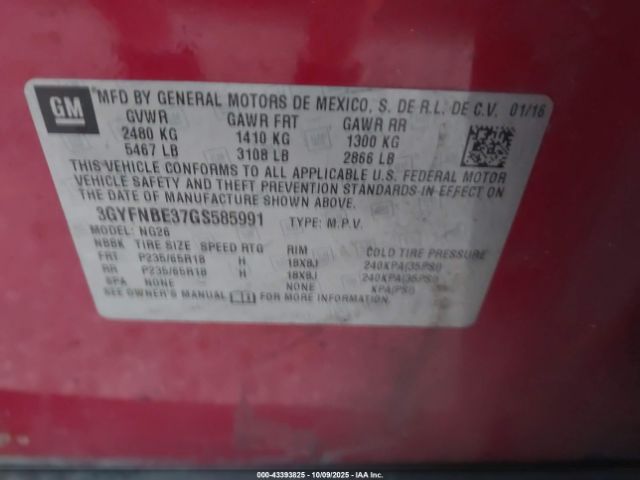 GM
MFD BY GENERAL MOTORS DE MEXICO, S. DE R.L. DE C.V. 01/16
GVWR GAWR FRT GAWR RR
2480 KG 1410 KG 1300 KG
5467 LB 3108 LB 2866 LB
THIS VEHICLE CONFORMS TO ALL APPLICABLE U.S. FEDERAL MOTOR
VEHICLE SAFETY AND THEFT PREVENTION STANDARDS IN EFFECT ON
THE DATE OF MANUFACTURE SHOWN ABOVE.
3GYFNBE37GS585991 TYPE: M.P.V.
MODEL: NG26
NBBK TIRE SIZE SPEED RTG RIM COLD TIRE PRESSURE
FRT P235/65R18 H 18X8J 240KPA(35PSI)
RR P235/65R18 H 18X8J 240KPA(35PSI)
SPA NONE NONE KPA(PSI)
SEE OWNER'S MANUAL FOR ADDITIONAL INFORMATION.
000-43393825 - 10/09/2025 - IAA Inc.